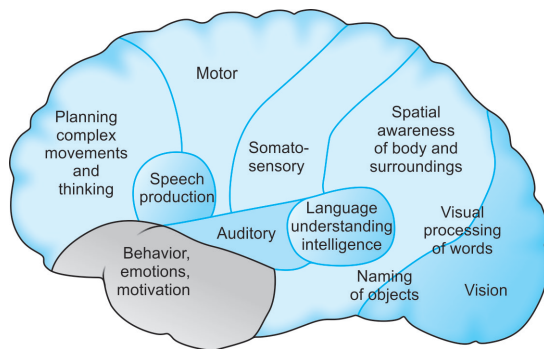 Motor
Planning
complex
movements
and
thinking
Speech
production
Somato-
sensory
Spatial
awareness
of body and
surroundings
Auditory
Language
understanding
intelligence
Behavior,
emotions,
motivation
Visual
processing
of words
Naming
of objects
Vision